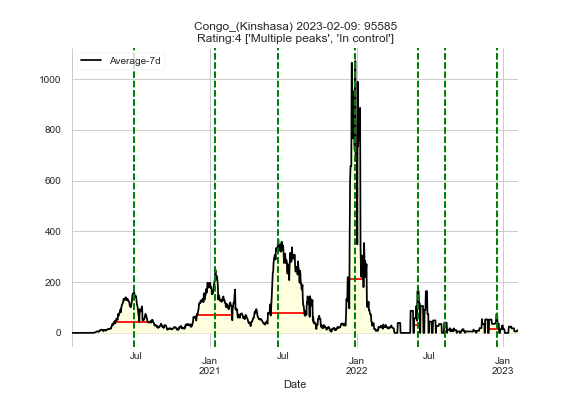 Congo_(Kinshasa) 2023-02-09: 95585
Rating:4 ['Multiple peaks', 'In control']
Average-7d
1000
800
600
400
200
0
Jul
Jan
2021
Jul
Jan
2022
Jul
Jan
2023
Date